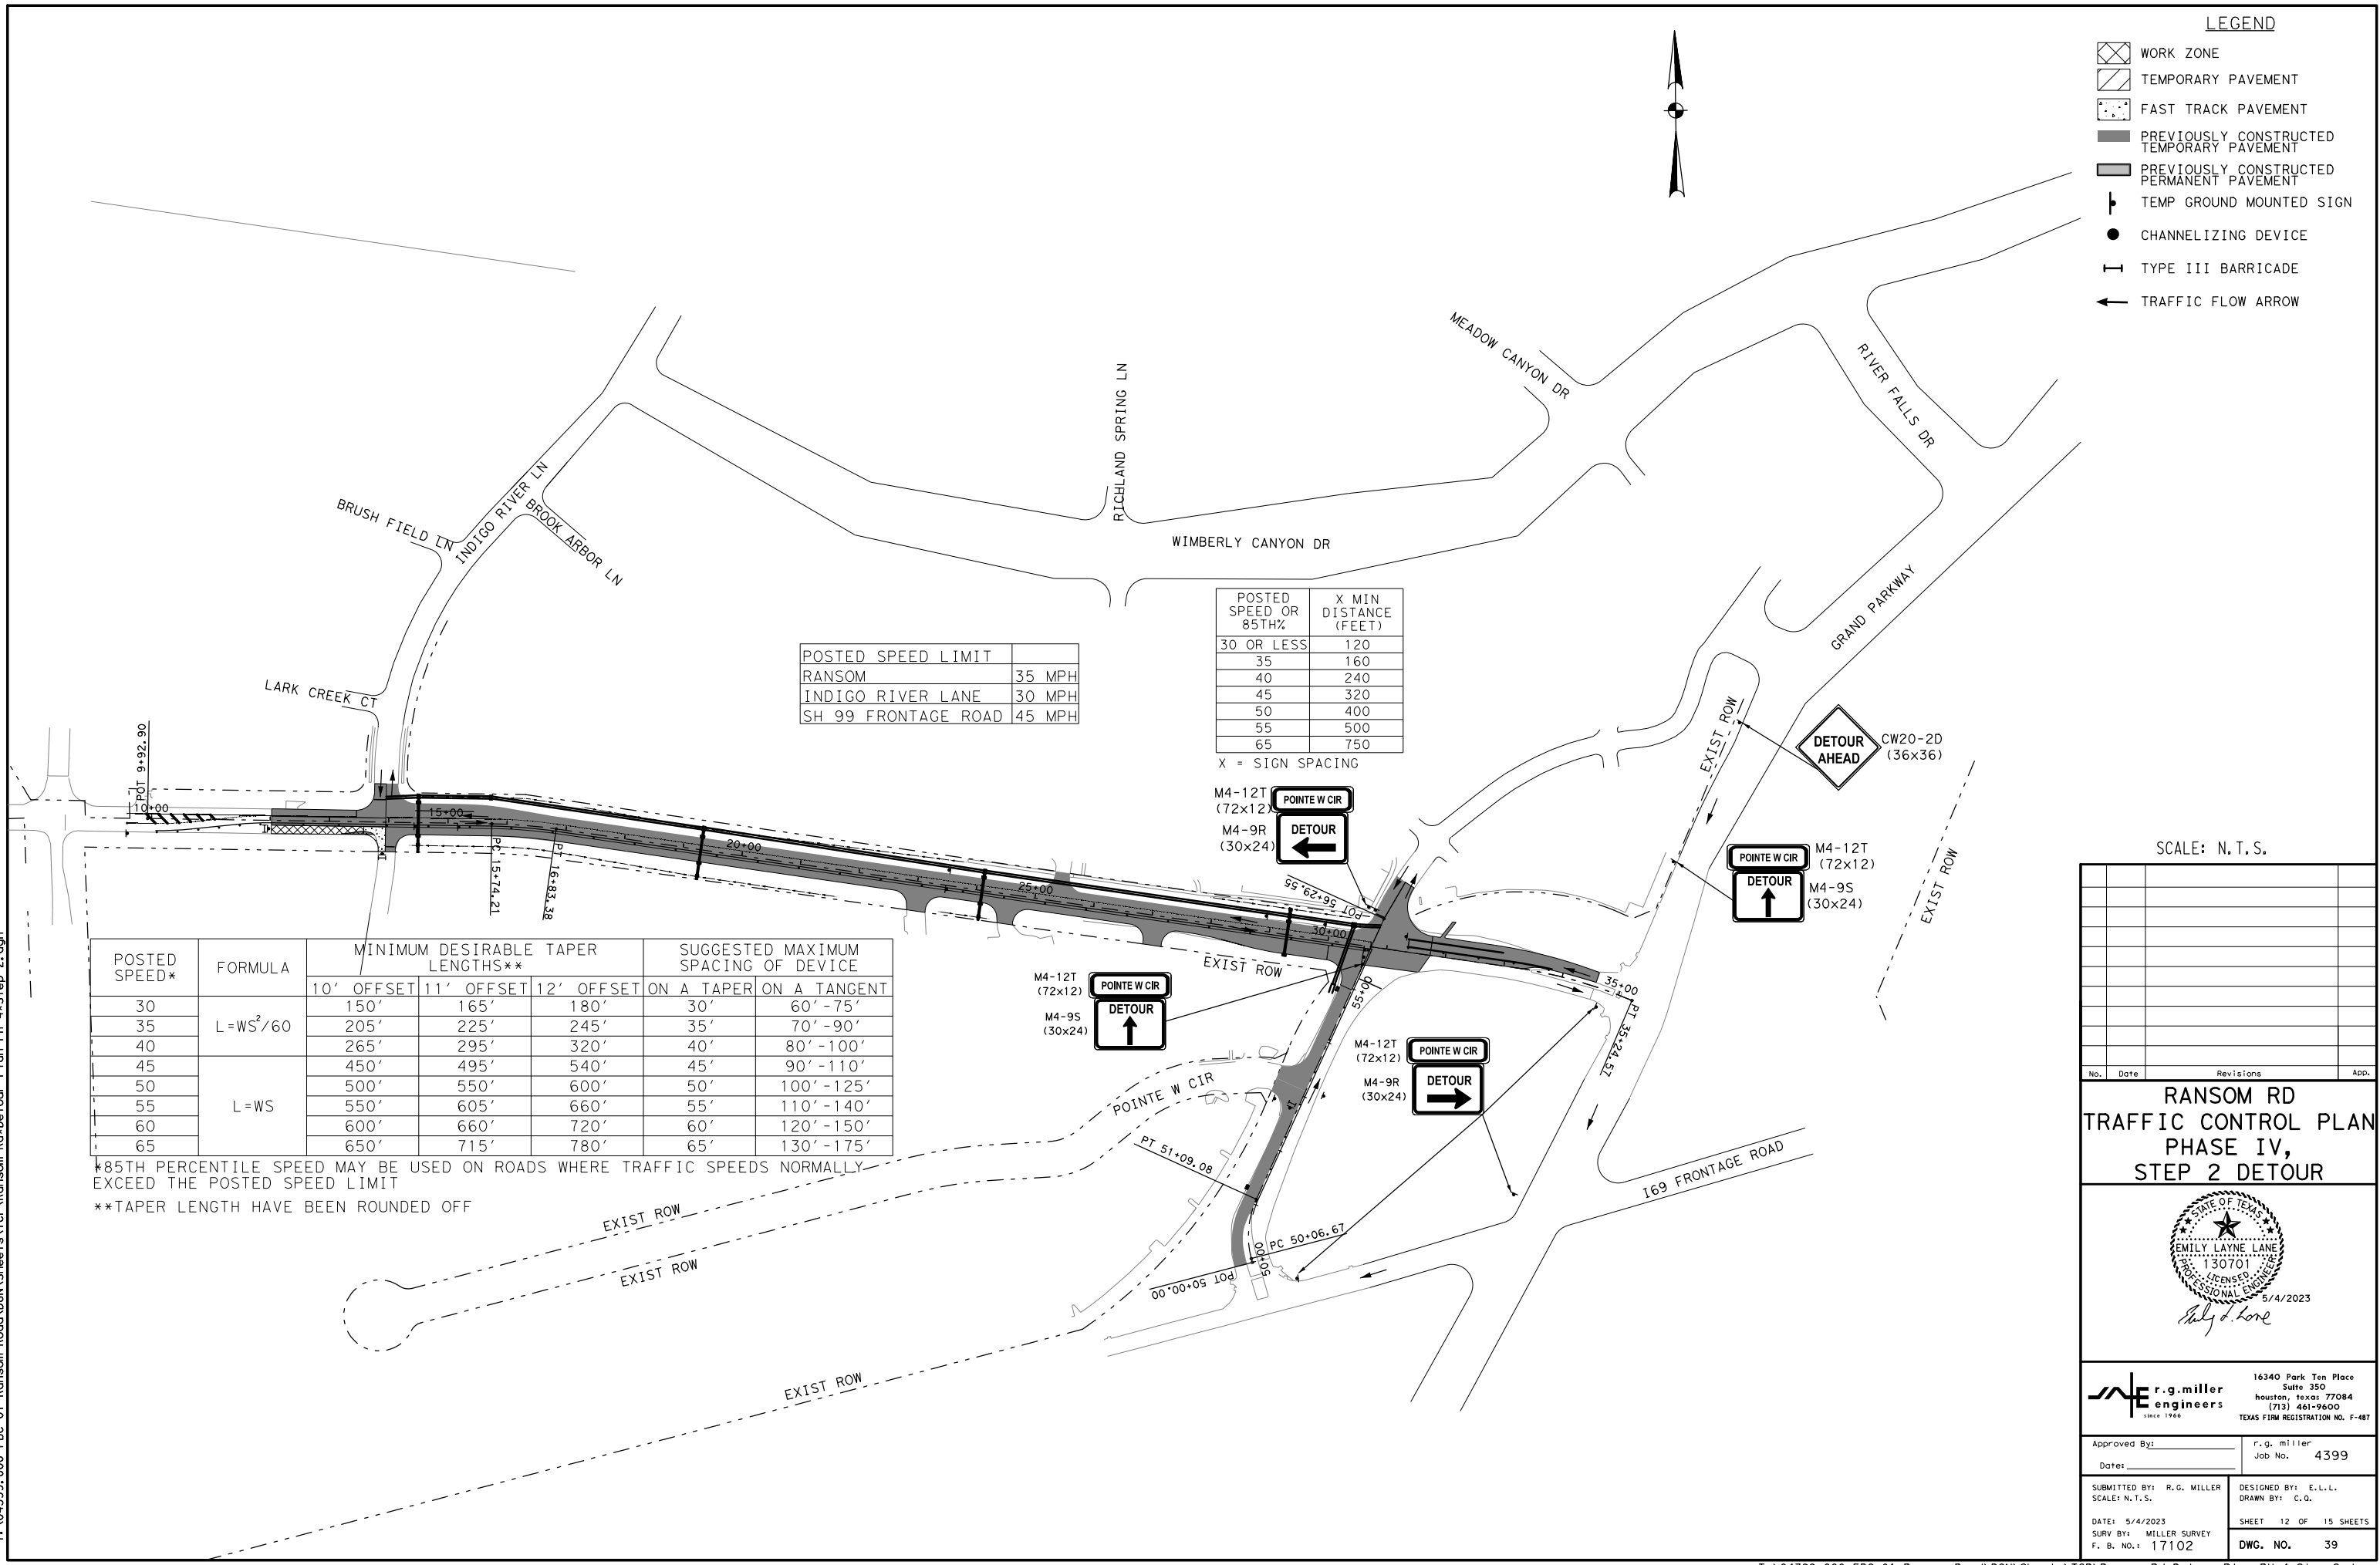 LEGEND
WORK ZONE
TEMPORARY PAVEMENT
FAST TRACK PAVEMENT
PREVIOUSLY CONSTRUCTED
TEMPORARY PAVEMENT
PREVIOUSLY CONSTRUCTED
PERMANENT PAVEMENT
TEMP GROUND MOUNTED SIGN
CHANNELIZING DEVICE
TYPE III BARRICADE
TRAFFIC FLOW ARROW
MEADOW CANYON DR
RIVER FALLS DR
RICHLAND SPRING LN
BRUSH FIELD LN
INDIGO RIVER LN
BROOK ARBOR LN
WIMBERLY CANYON DR
GRAND PARKWAY
LARK CREEK CT
POSTED SPEED LIMIT
RANSOM 35 MPH
INDIGO RIVER LANE 30 MPH
SH 99 FRONTAGE ROAD 45 MPH
POSTED SPEED OR 85TH% X MIN DISTANCE (FEET)
30 OR LESS 120
35 160
40 240
45 320
50 400
55 500
65 750
X = SIGN SPACING
EXIST ROW
DETOUR
AHEAD
CW20-2D
(36x36)
POT 9+92.90
10+00
15+00
PC 15+74.21
PT 16+83.38
20+00
25+00
30+00
POT 56+29.55
M4-12T
(72x12)
POINTE W CIR
M4-9R
(30x24)
DETOUR
POINTE W CIR
M4-12T
(72x12)
DETOUR
M4-9S
(30x24)
EXIST ROW
EXIST ROW
35+00
PT 35+24.57
55+00
M4-12T
(72x12)
POINTE W CIR
M4-9S
(30x24)
DETOUR
M4-12T
(72x12)
POINTE W CIR
M4-9R
(30x24)
DETOUR
POINTE W CIR
PT 51+09.08
PC 50+06.67
50+00
POT 50+00.00
I69 FRONTAGE ROAD
EXIST ROW
EXIST ROW
EXIST ROW
POSTED SPEED* FORMULA MINIMUM DESIRABLE TAPER LENGTHS** SUGGESTED MAXIMUM SPACING OF DEVICE
10' OFFSET 11' OFFSET 12' OFFSET ON A TAPER ON A TANGENT
30 150' 165' 180' 30' 60'-75'
35 L=WS²/60 205' 225' 245' 35' 70'-90'
40 265' 295' 320' 40' 80'-100'
45 450' 495' 540' 45' 90'-110'
50 500' 550' 600' 50' 100'-125'
55 L=WS 550' 605' 660' 55' 110'-140'
60 600' 660' 720' 60' 120'-150'
65 650' 715' 780' 65' 130'-175'
*85TH PERCENTILE SPEED MAY BE USED ON ROADS WHERE TRAFFIC SPEEDS NORMALLY
EXCEED THE POSTED SPEED LIMIT
**TAPER LENGTH HAVE BEEN ROUNDED OFF
SCALE: N.T.S.
No. Date Revisions App.
RANSOM RD
TRAFFIC CONTROL PLAN
PHASE IV,
STEP 2 DETOUR
STATE OF TEXAS
EMILY LAYNE LANE
130701
LICENSED
PROFESSIONAL ENGINEER
5/4/2023
r.g.miller
engineers
since 1966
16340 Park Ten Place
Suite 350
houston, texas 77084
(713) 461-9600
TEXAS FIRM REGISTRATION NO. F-487
Approved By:
Date:
r.g. miller
Job No. 4399
SUBMITTED BY: R.G. MILLER
SCALE: N.T.S.
DATE: 5/4/2023
SURV BY: MILLER SURVEY
F. B. NO.: 17102
DESIGNED BY: E.L.L.
DRAWN BY: C.Q.
SHEET 12 OF 15 SHEETS
DWG. NO. 39